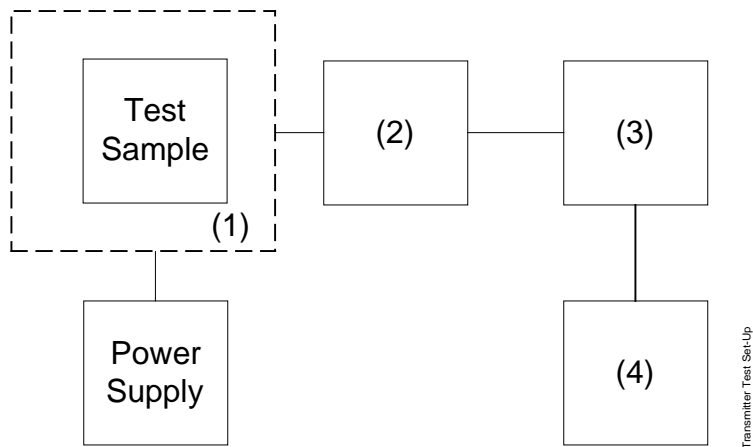 Test
Sample
(1)
(2)
(3)
Power
Supply
(4)
Transmitter Test Set-Up